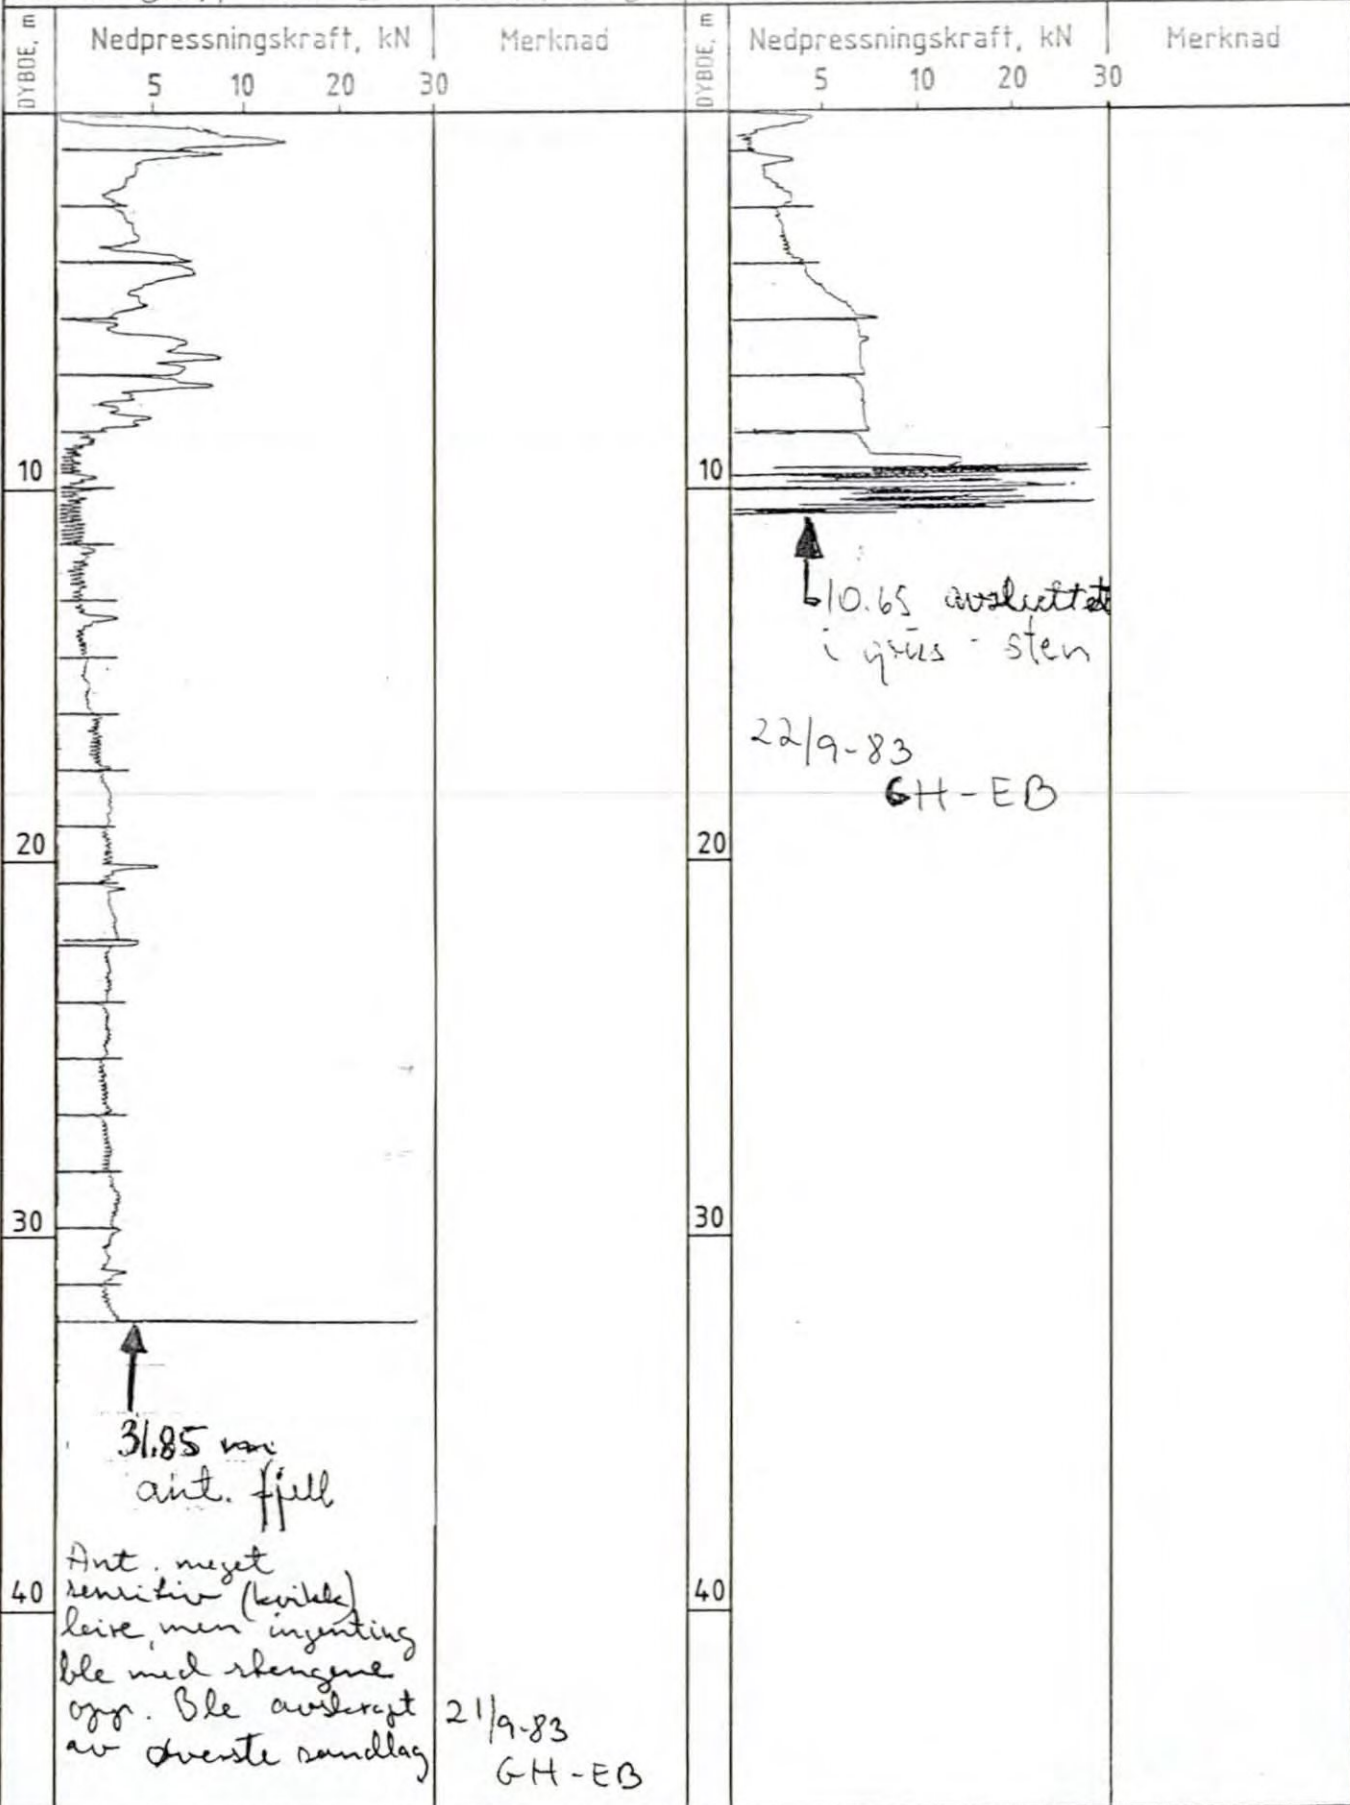 DYBDE, m
Nedpressningskraft, kN
Merknad
5 10 20 30
10
20
30
40
31.85 m
ant. fjell
Ant. meget
sensitiv (kvikk)
leire, men ingenting
ble med stengene
opp. Ble avskrapt
av øverste sandlag
21/9-83
GH-EB
DYBDE, m
Nedpressningskraft, kN
Merknad
5 10 20 30
10
20
30
40
10.65 avsluttet
i grus - sten
22/9-83
GH-EB